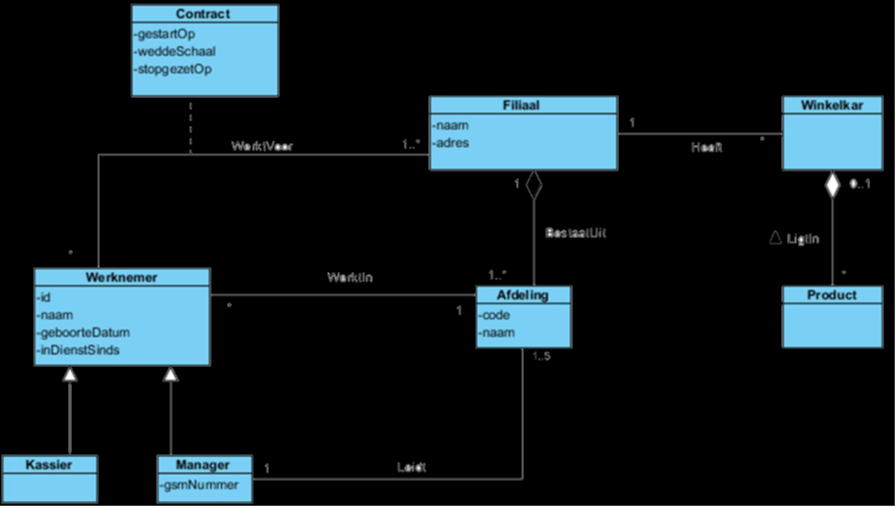 Contract
-gestartOp
-weddeSchaal
-stopgezetOp
Filiaal
-naam
-adres
Winkelkar
1
*
Heeft
WerktVoor
1..*
*
1
BestaatUit
1..*
0..1
LigtIn
*
Werknemer
-id
-naam
-geboorteDatum
-inDienstSinds
WerktIn
*
1
Afdeling
-code
-naam
Product
1..5
Kassier
Manager
-gsmNummer
1
Leidt